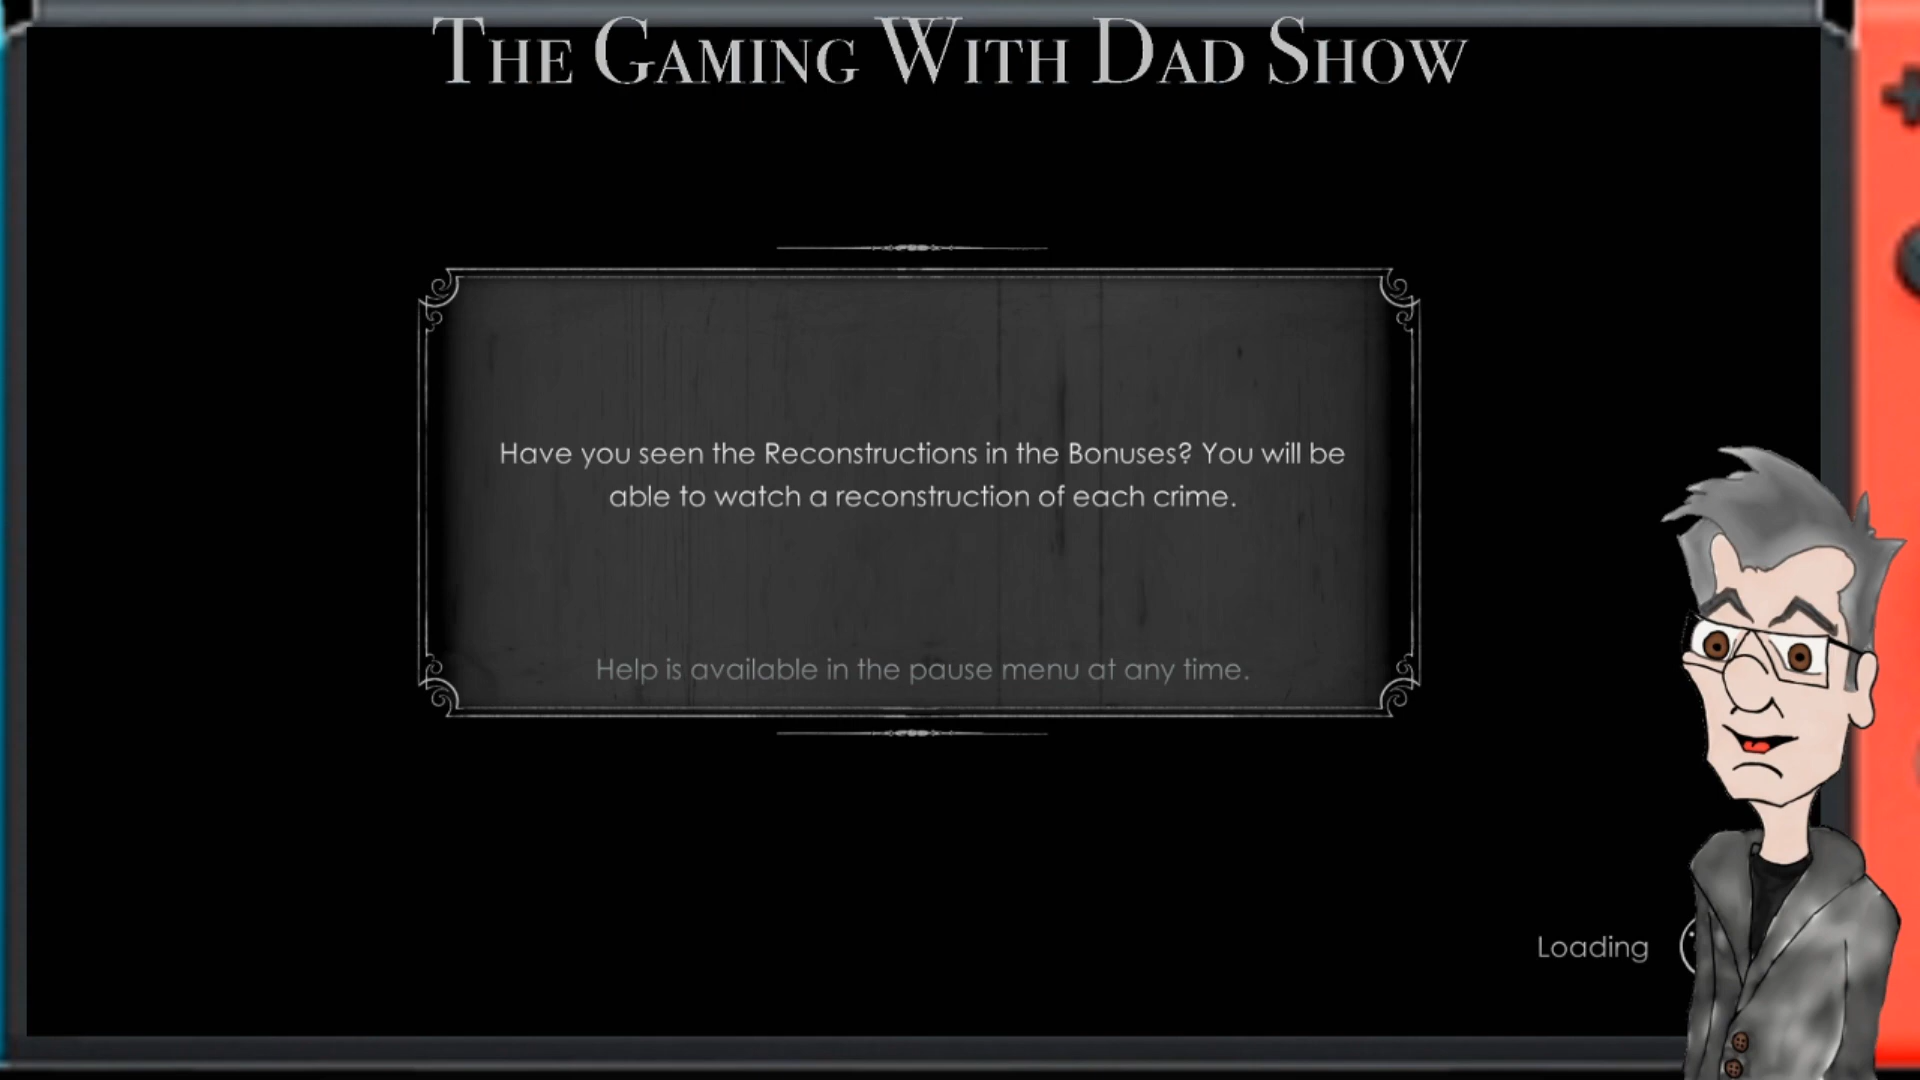 The Gaming With Dad Show
Have you seen the Reconstructions in the Bonuses? You will be
able to watch a reconstruction of each crime.
Help is available in the pause menu at any time.
Loading